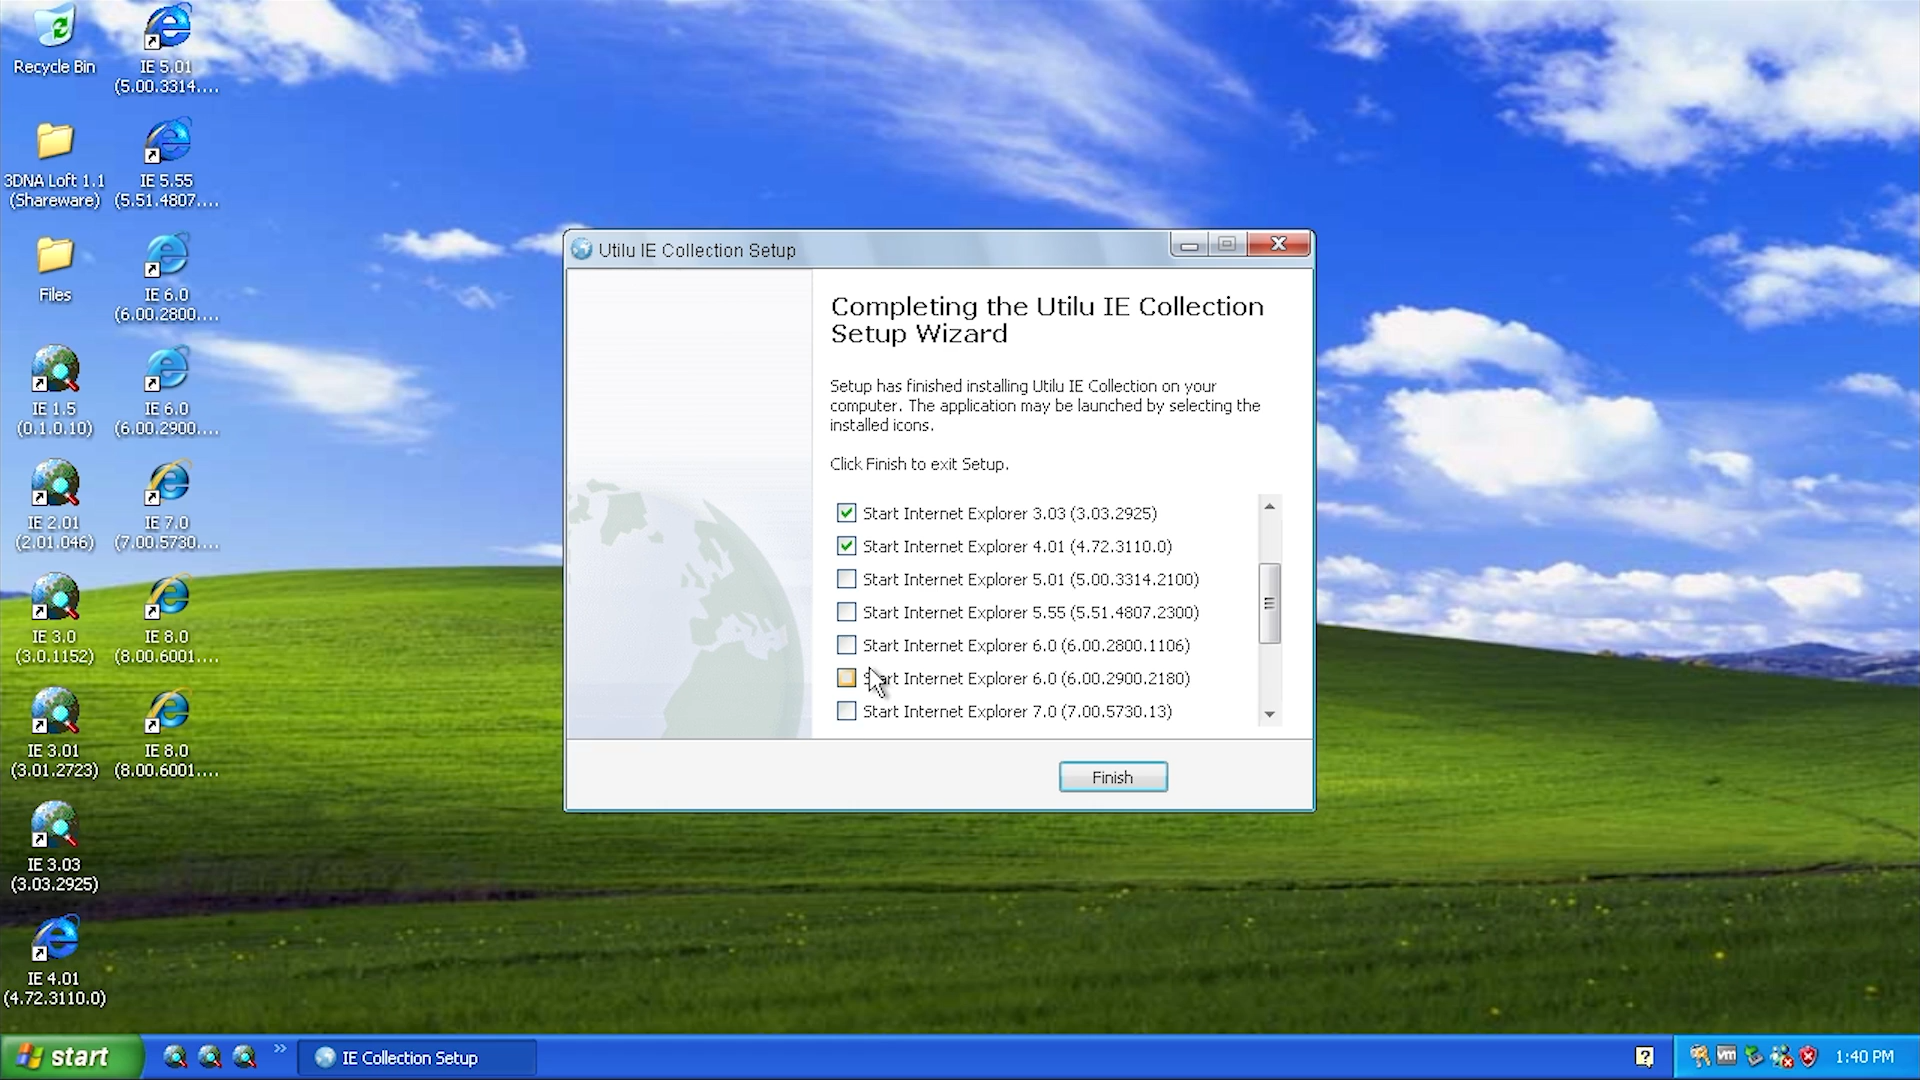 Recycle Bin
IE 5.01
(5.00.3314....
3DNA Loft 1.1
(Shareware)
IE 5.55
(5.51.4807....
Files
IE 6.0
(6.00.2800....
IE 1.5
(0.1.0.10)
IE 6.0
(6.00.2900....
IE 2.01
(2.01.046)
IE 7.0
(7.00.5730....
IE 3.0
(3.0.1152)
IE 8.0
(8.00.6001....
IE 3.01
(3.01.2723)
IE 8.0
(8.00.6001....
IE 3.03
(3.03.2925)
IE 4.01
(4.72.3110.0)
Utilu IE Collection Setup
Completing the Utilu IE Collection
Setup Wizard
Setup has finished installing Utilu IE Collection on your
computer. The application may be launched by selecting the
installed icons.
Click Finish to exit Setup.
Start Internet Explorer 3.03 (3.03.2925)
Start Internet Explorer 4.01 (4.72.3110.0)
Start Internet Explorer 5.01 (5.00.3314.2100)
Start Internet Explorer 5.55 (5.51.4807.2300)
Start Internet Explorer 6.0 (6.00.2800.1106)
Start Internet Explorer 6.0 (6.00.2900.2180)
Start Internet Explorer 7.0 (7.00.5730.13)
Finish
start
IE Collection Setup
vm
1:40 PM